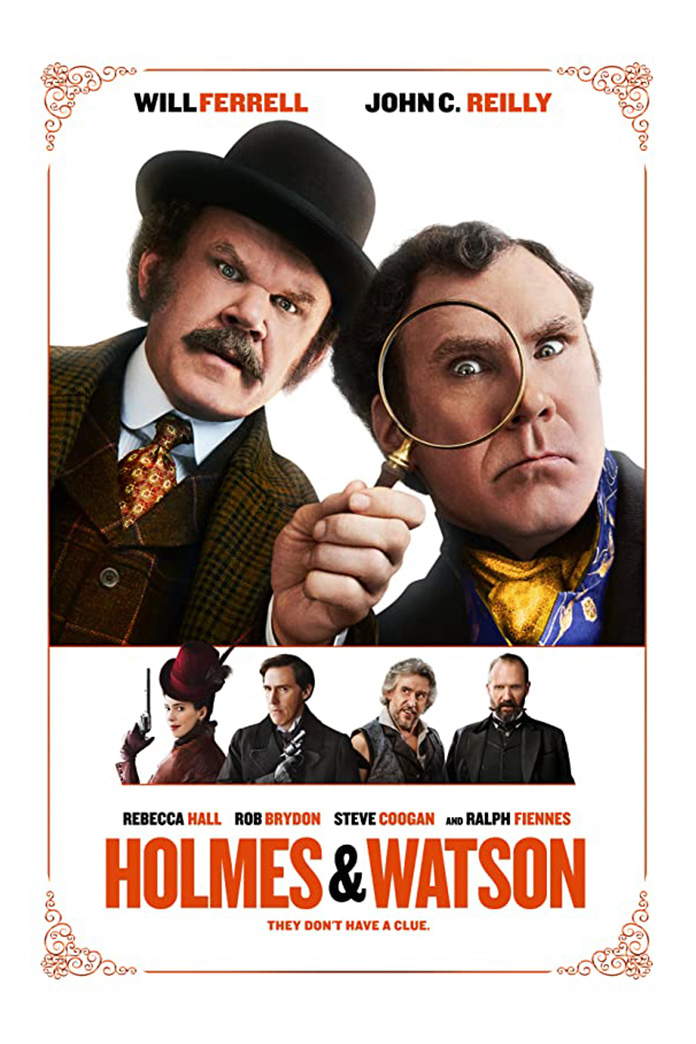 WILL FERRELL JOHN C. REILLY
REBECCA HALL ROB BRYDON STEVE COOGAN AND RALPH FIENNES
HOLMES & WATSON
THEY DON'T HAVE A CLUE.